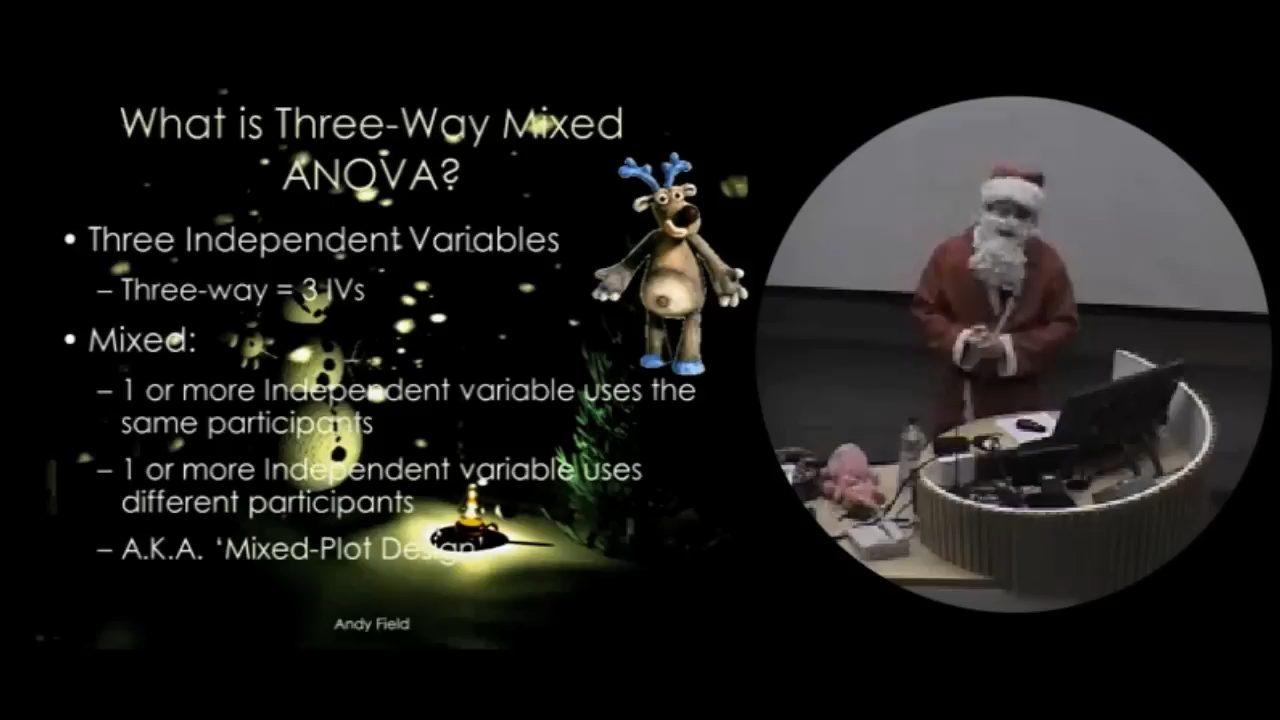 What is Three-Way Mixed
ANOVA?
• Three Independent Variables
– Three-way = 3 IVs
• Mixed:
– 1 or more Independent variable uses the
same participants
– 1 or more Independent variable uses
different participants
– A.K.A. ‘Mixed-Plot Design
Andy Field